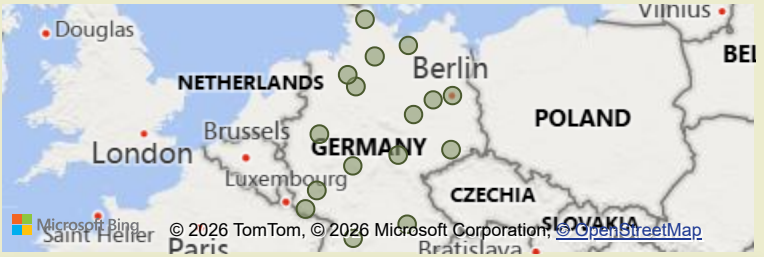 Vilnius
Douglas
BEL
Berlin
NETHERLANDS
POLAND
Brussels
London
GERMANY
Luxembourg
CZECHIA
Microsoft Bing
SLOVAKIA
© 2026 TomTom, © 2026 Microsoft Corporation, © OpenStreetMap
Saint Helier
Paris
Bratislava